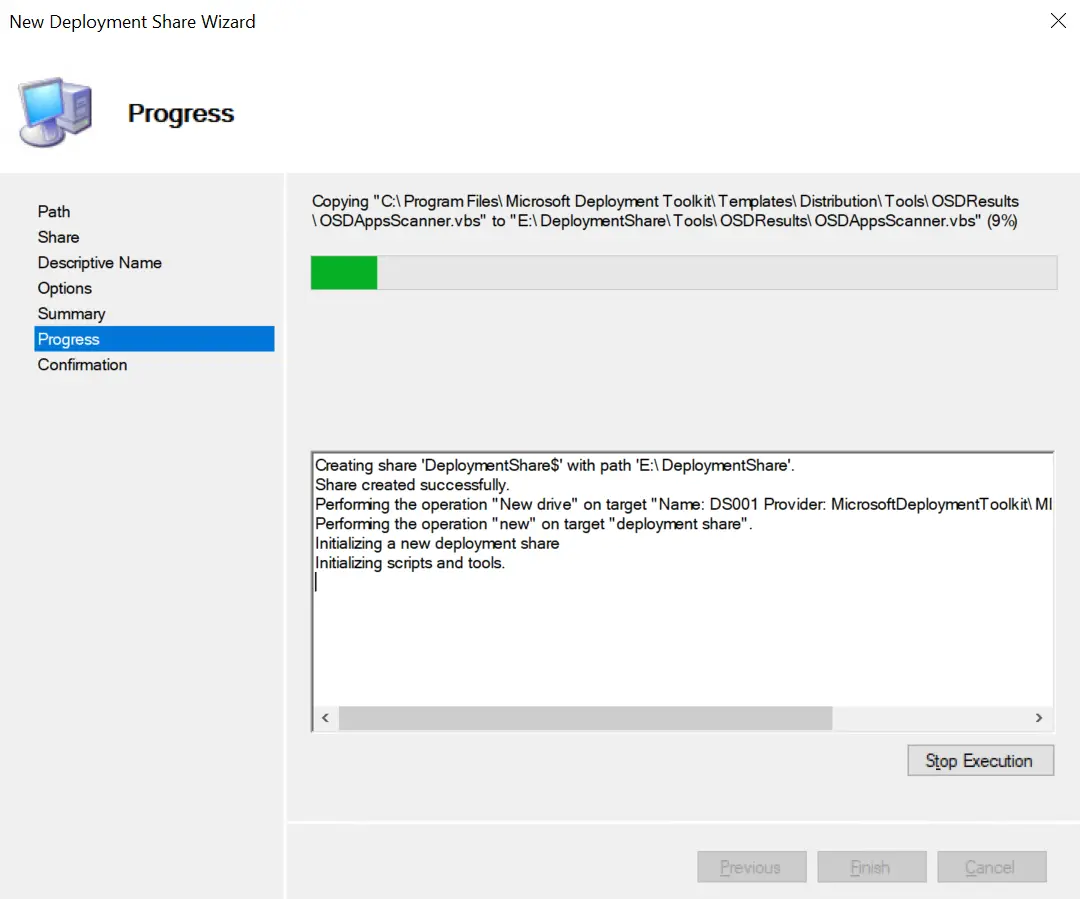 New Deployment Share Wizard
Progress
Path
Share
Descriptive Name
Options
Summary
Progress
Confirmation
Copying "C:\Program Files\Microsoft Deployment Toolkit\Templates\Distribution\Tools\OSDResults
\OSDAppsScanner.vbs" to "E:\DeploymentShare\Tools\OSDResults\OSDAppsScanner.vbs" (9%)
Creating share 'DeploymentShare$' with path 'E:\DeploymentShare'.
Share created successfully.
Performing the operation "New drive" on target "Name: DS001 Provider: MicrosoftDeploymentToolkit\MI
Performing the operation "new" on target "deployment share".
Initializing a new deployment share
Initializing scripts and tools.
Stop Execution
Previous Finish Cancel